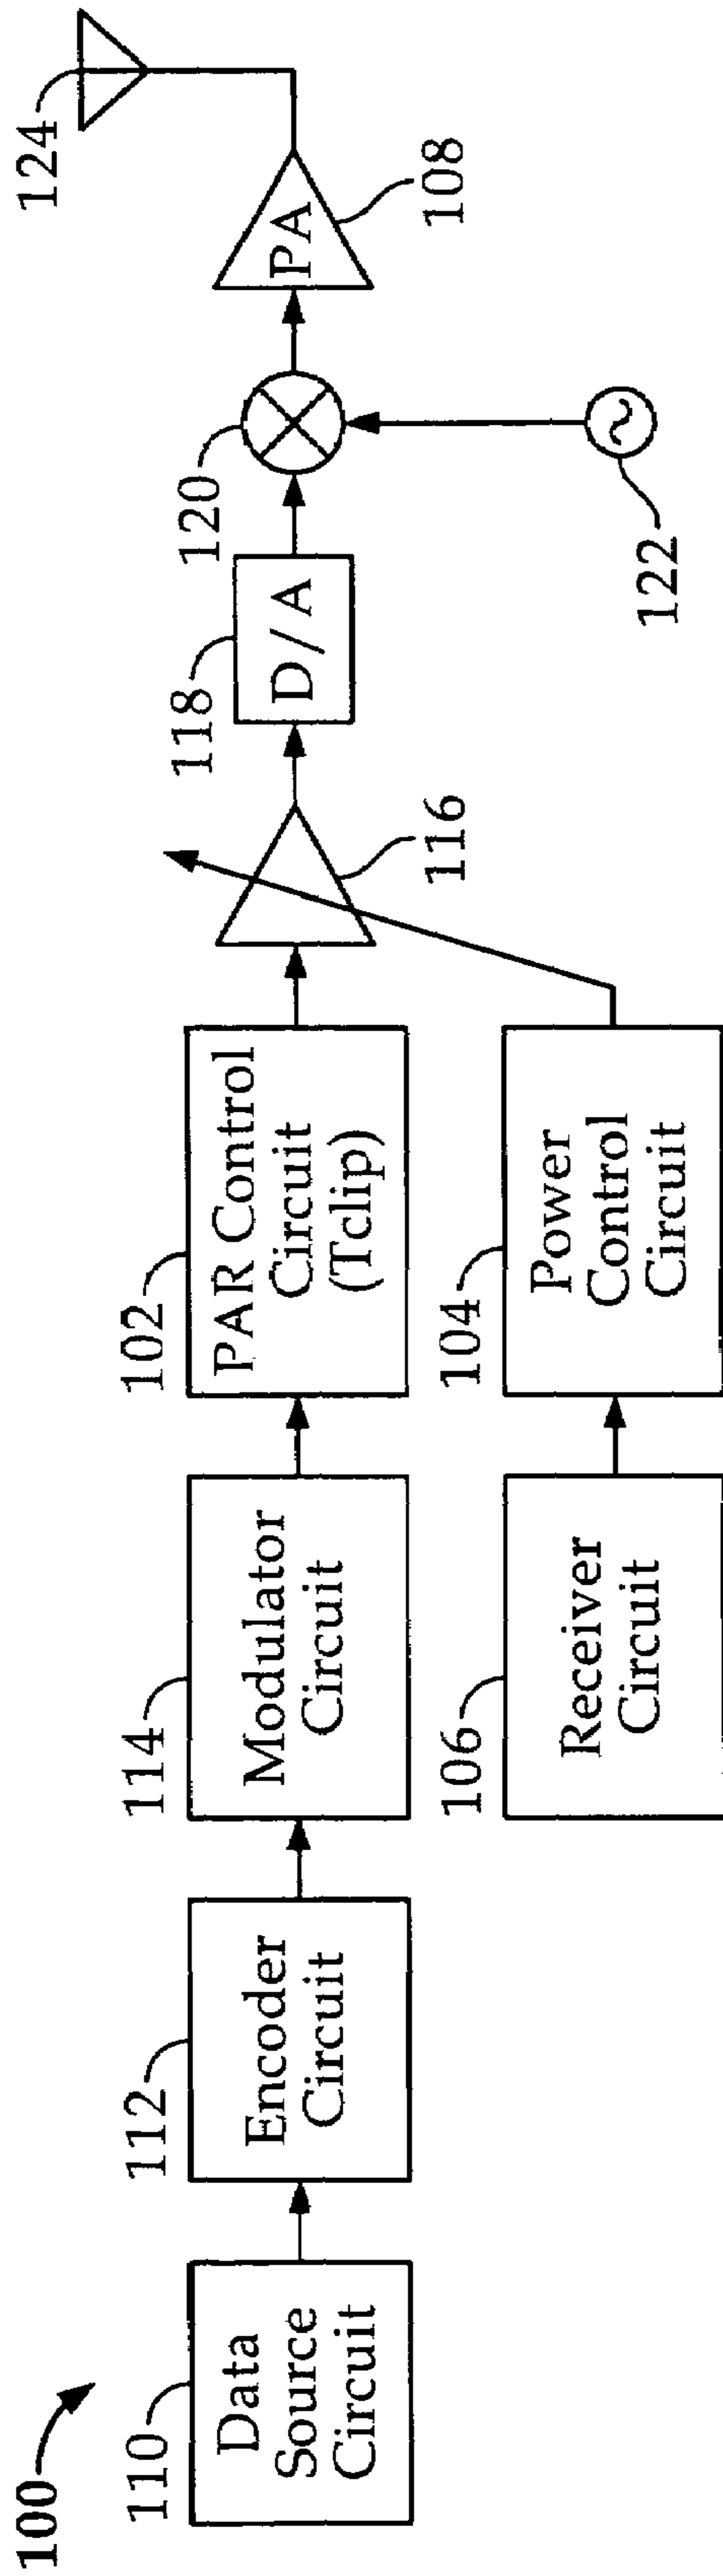 100
110
Data
Source
Circuit
112
Encoder
Circuit
114
Modulator
Circuit
102
PAR Control
Circuit
(Tclip)
116
118
D/A
120
122
PA
108
124
106
Receiver
Circuit
104
Power
Control
Circuit